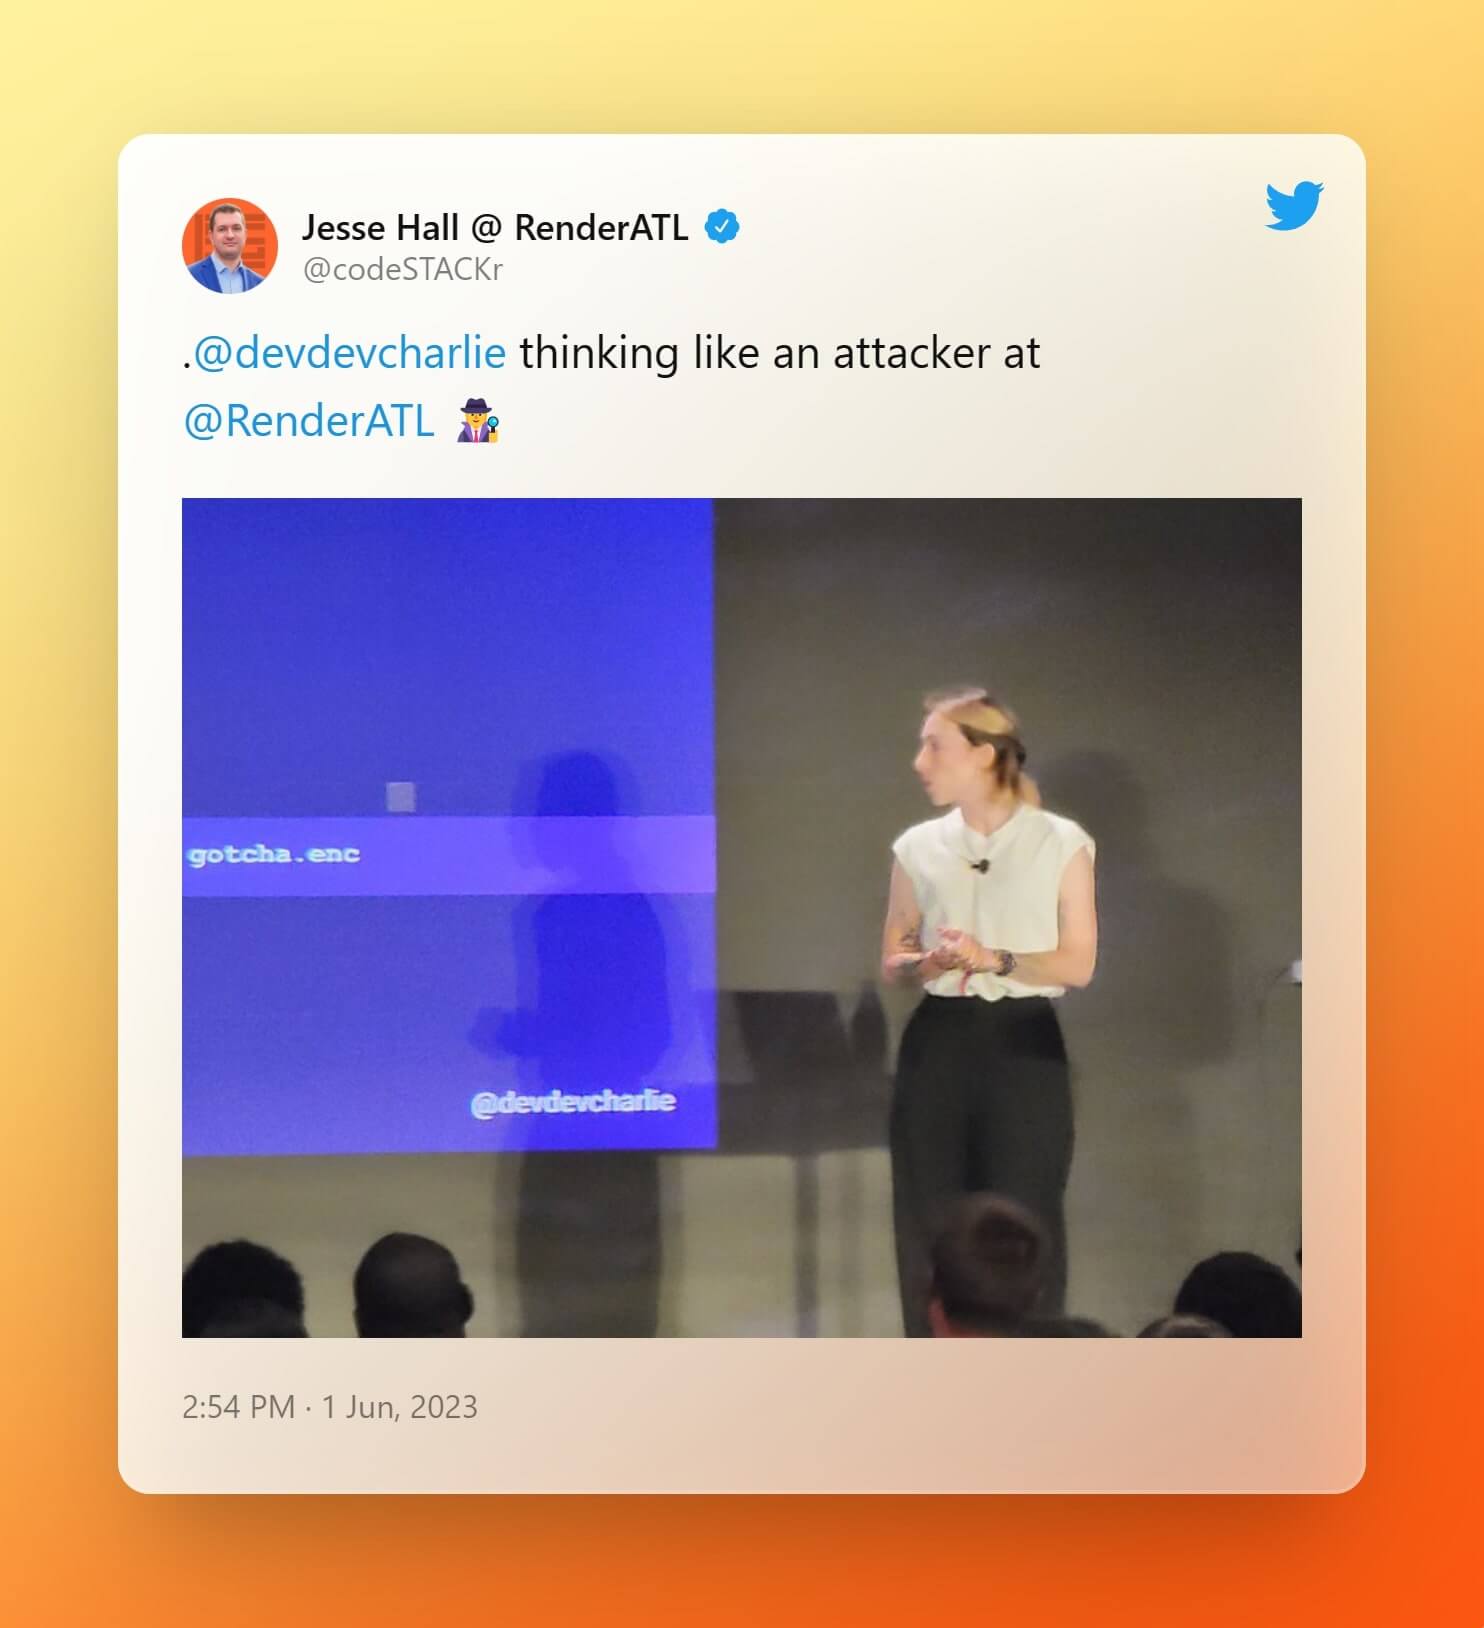 Jesse Hall @ RenderATL
@codeSTACKr
.@devdevcharlie thinking like an attacker at
@RenderATL 🕵️
gotcha.enc
@devdevcharlie
2:54 PM · 1 Jun, 2023